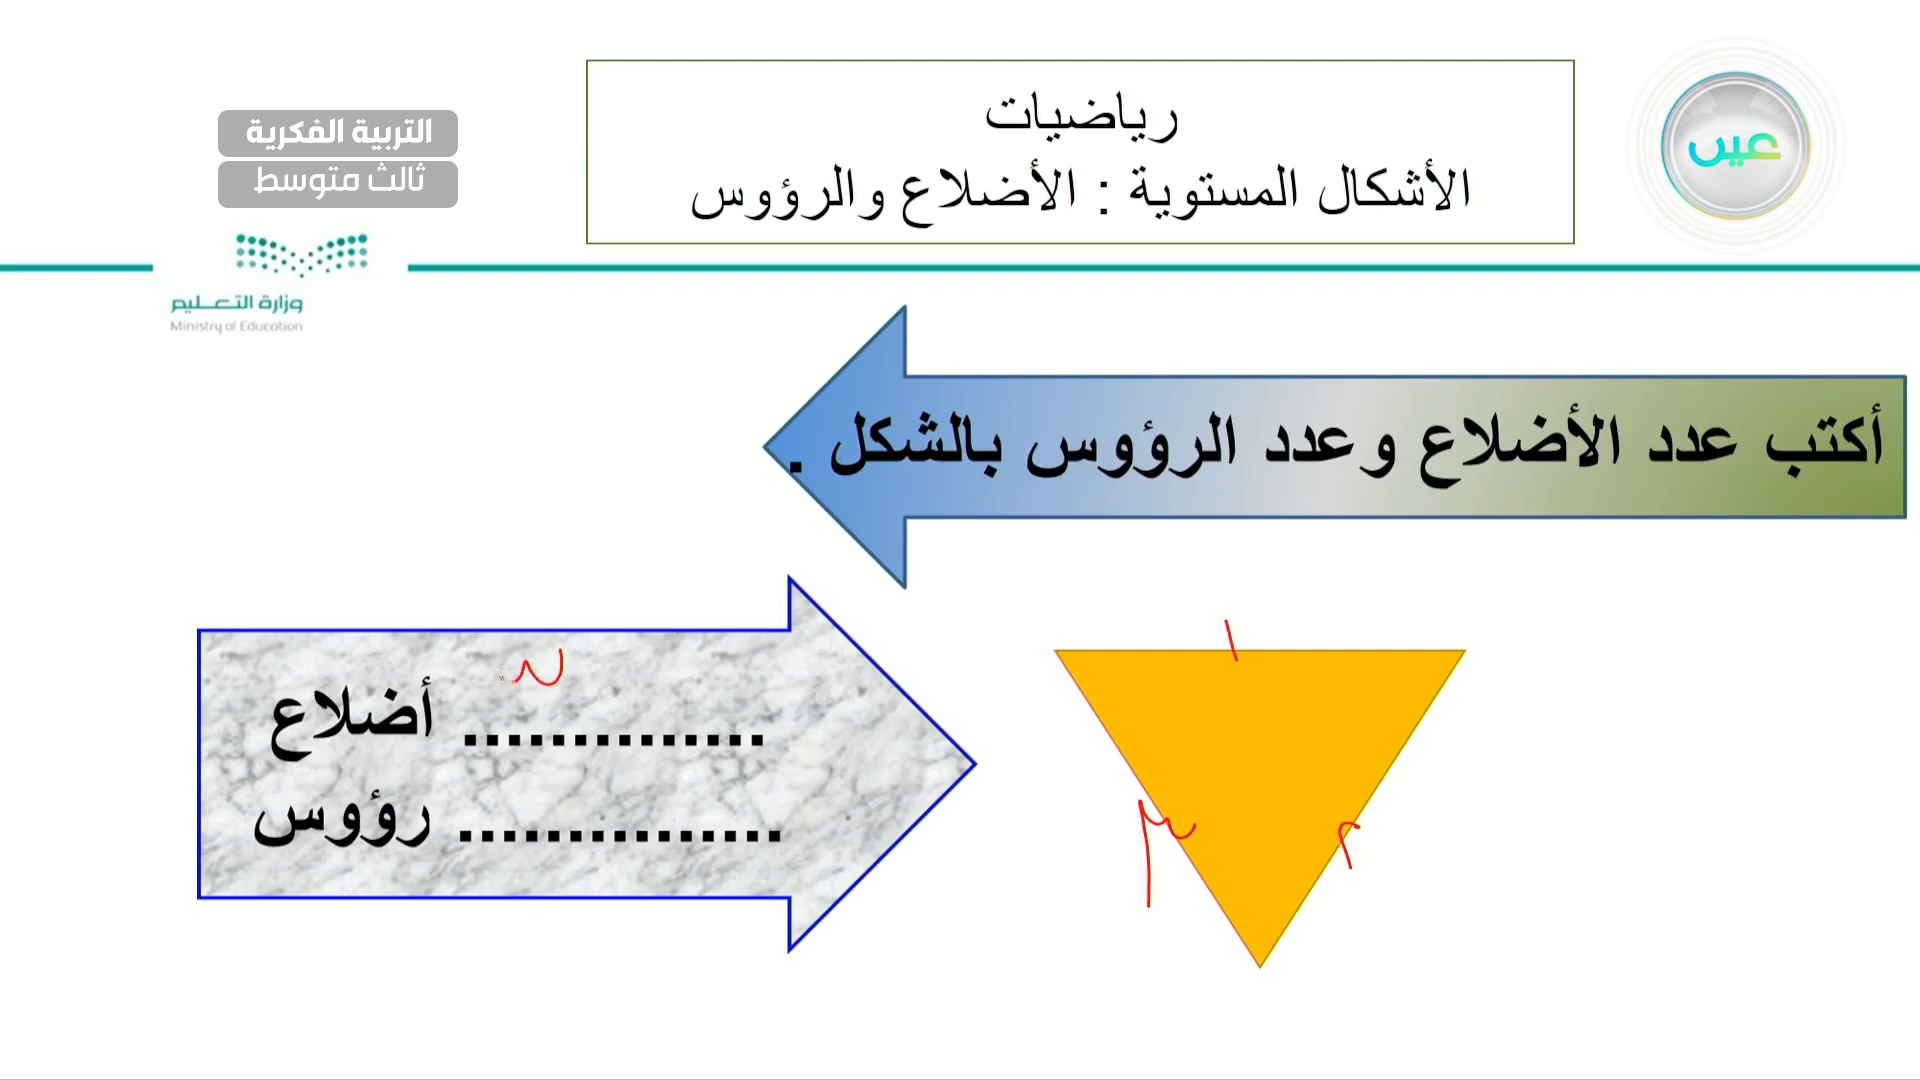 رياضيات
الأشكال المستوية : الأضلاع والرؤوس
عين
التربية الفكرية
ثالث متوسط
وزارة التعليم
Ministry of Education
أكتب عدد الأضلاع وعدد الرؤوس بالشكل .
.............. أضلاع
............... رؤوس
١
٢
٣